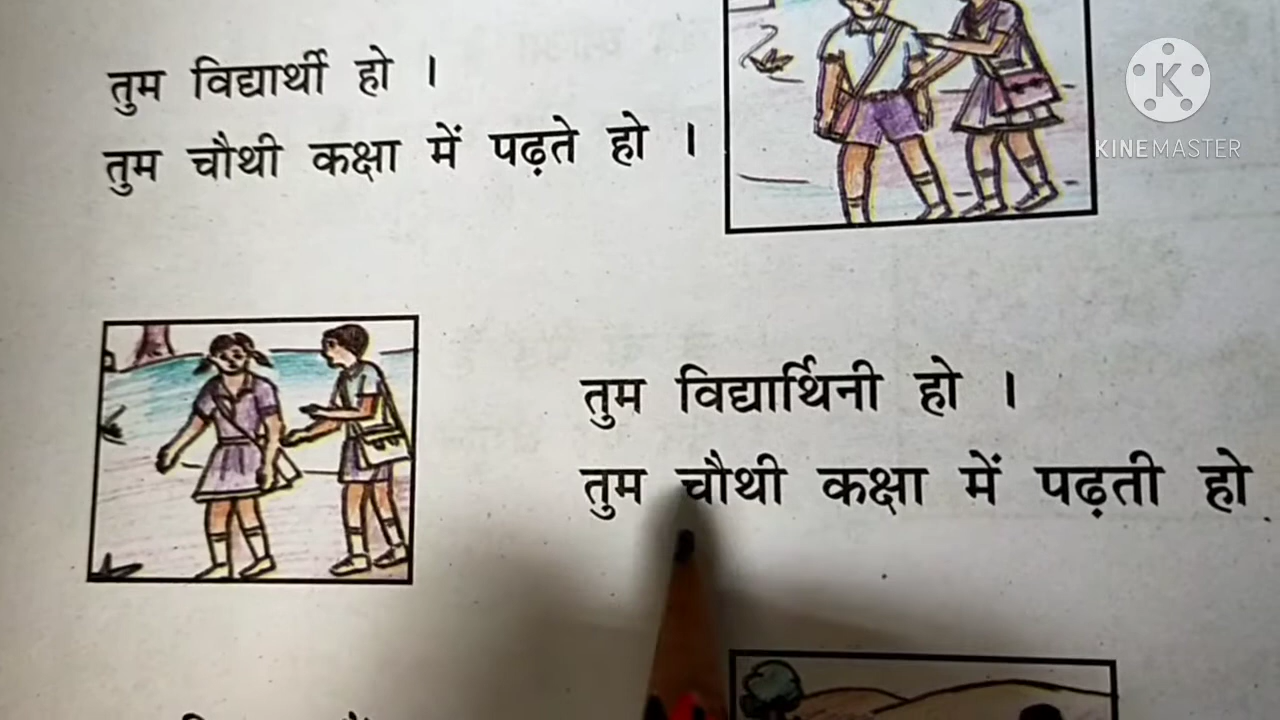 तुम विद्यार्थी हो ।
तुम चौथी कक्षा में पढ़ते हो ।
K
KINEMASTER
तुम विद्यार्थिनी हो ।
तुम चौथी कक्षा में पढ़ती हो